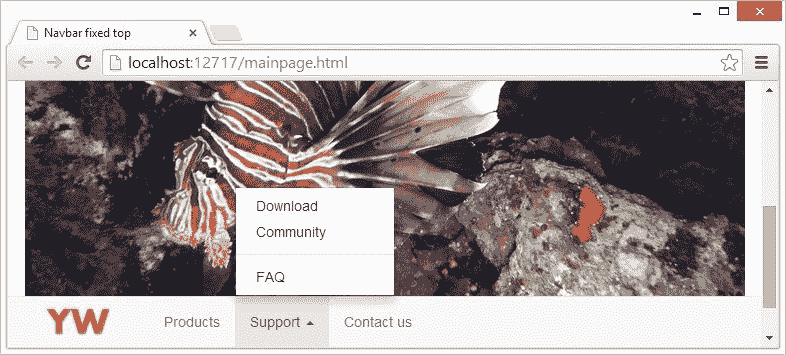 Navbar fixed top
localhost:12717/mainpage.html
Download
Community
FAQ
YW
Products
Support
Contact us